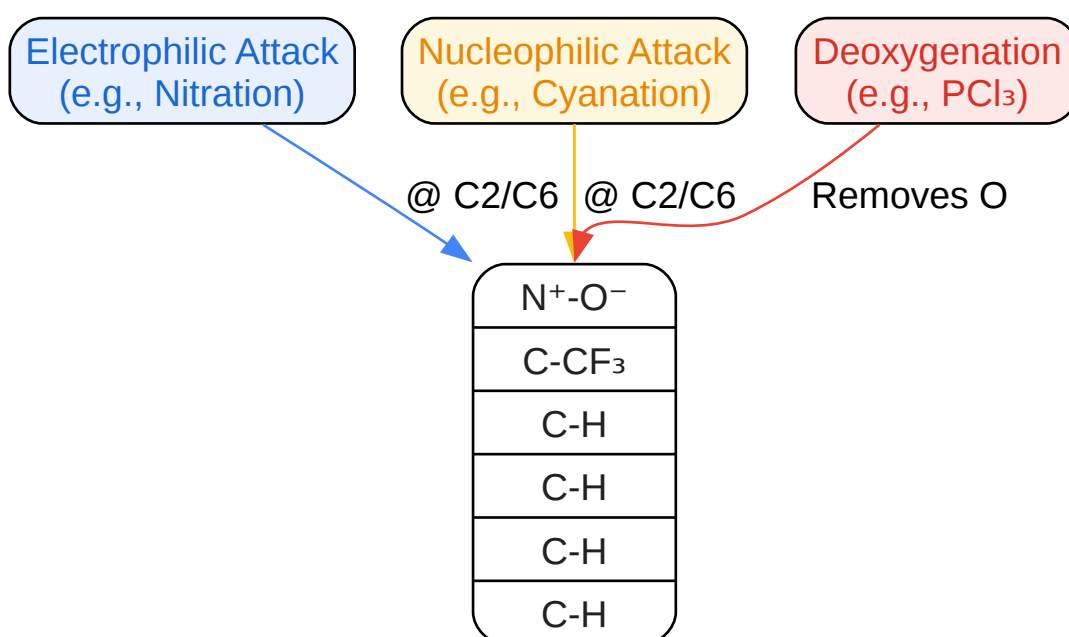 Electrophilic Attack
(e.g., Nitration)
Nucleophilic Attack
(e.g., Cyanation)
Deoxygenation
(e.g., PCl₃)
@ C2/C6
@ C2/C6
Removes O
N⁺-O⁻
C-CF₃
C-H
C-H
C-H
C-H